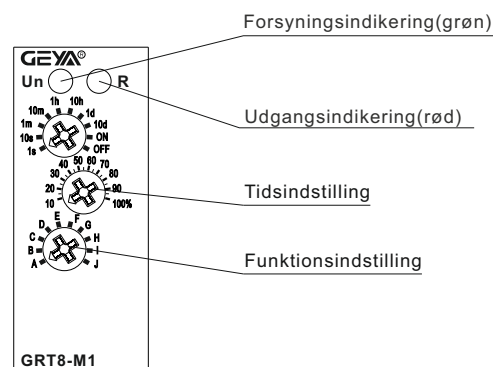 Forsyningsindikering(grøn)
GEYA®
Un R
Udgangsindikering(rød)
1s 10s 1m 10m 1h 10h 1d 10d ON OFF
10 20 30 40 50 60 70 80 90 100%
Tidsindstilling
A B C D E F G H I J
Funktionsindstilling
GRT8-M1